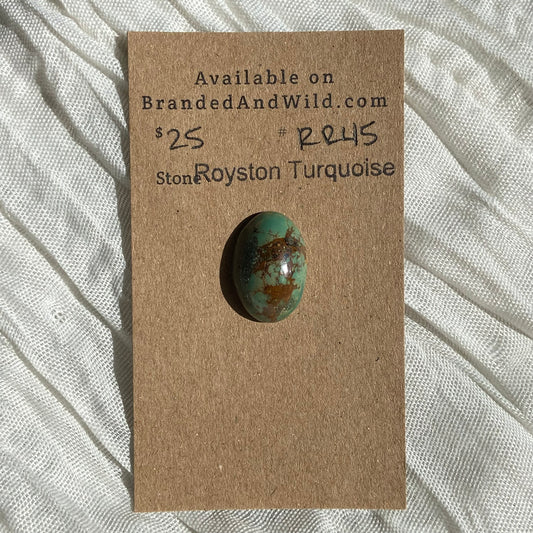 Available on
BrandedAndWild.com
$25 # RR45
Stone Royston Turquoise